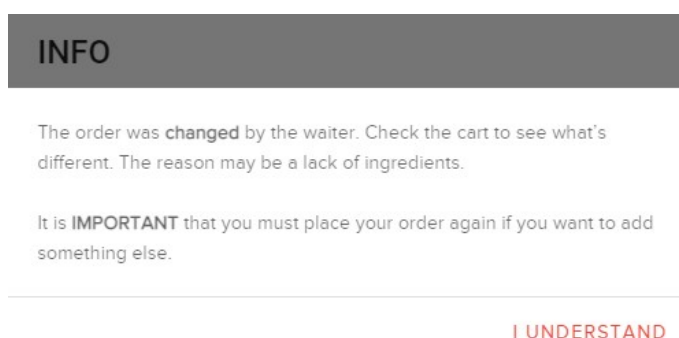 INFO
The order was changed by the waiter. Check the cart to see what's
different. The reason may be a lack of ingredients.
It is IMPORTANT that you must place your order again if you want to add
something else.
I UNDERSTAND